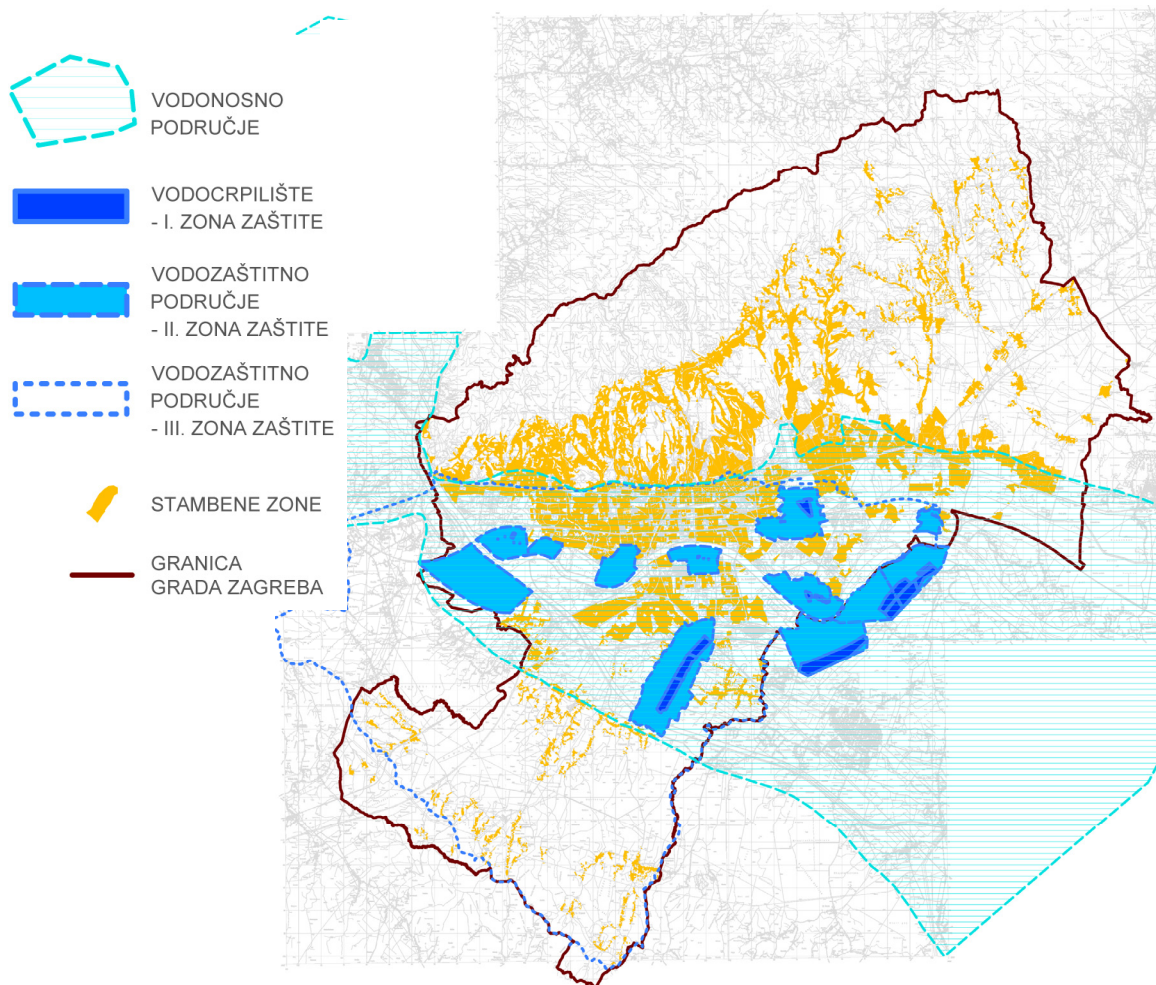 VODONOSNO
PODRUČJE
VODOCRPILIŠTE
- I. ZONA ZAŠTITE
VODOZAŠTITNO
PODRUČJE
- II. ZONA ZAŠTITE
VODOZAŠTITNO
PODRUČJE
- III. ZONA ZAŠTITE
STAMBENE ZONE
GRANICA
GRADA ZAGREBA